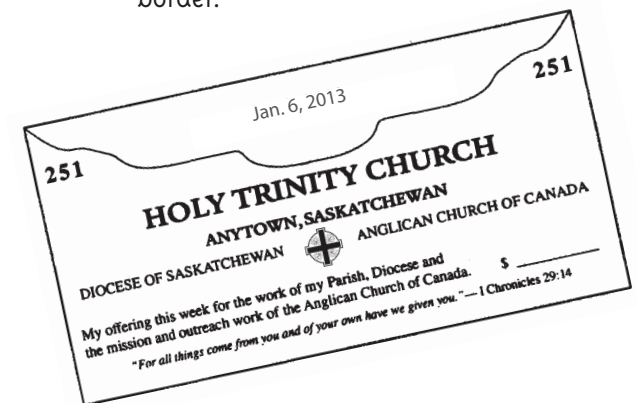 border.
Jan. 6, 2013
251
251
HOLY TRINITY CHURCH
ANYTOWN, SASKATCHEWAN
DIOCESE OF SASKATCHEWAN ANGLICAN CHURCH OF CANADA
My offering this week for the work of my Parish, Diocese and
the mission and outreach work of the Anglican Church of Canada. $
"For all things come from you and of your own have we given you."—I Chronicles 29:14